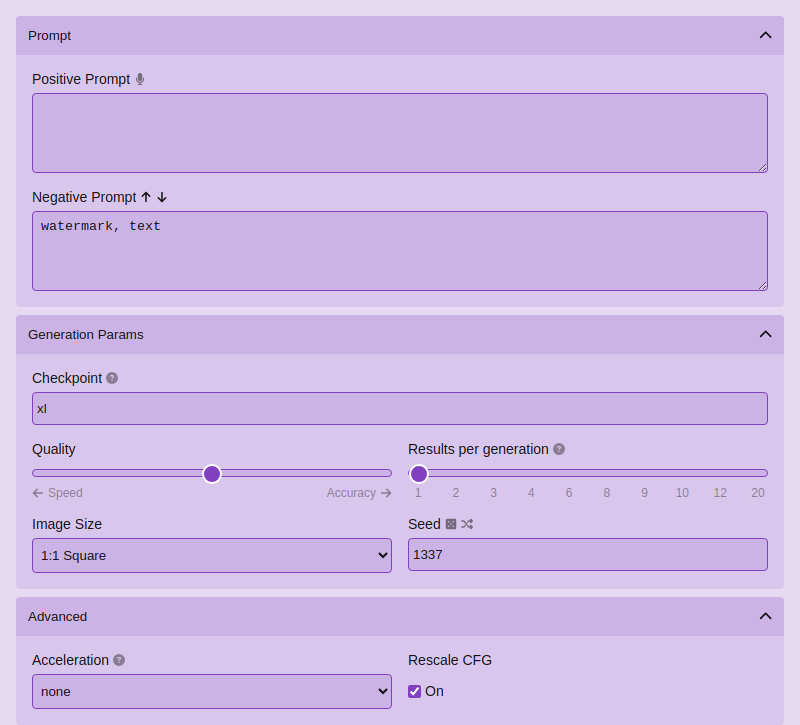 Prompt
Positive Prompt
Negative Prompt
watermark, text
Generation Params
Checkpoint
xl
Quality
Results per generation
Speed Accuracy
1 2 3 4 6 8 9 10 12 20
Image Size
Seed
1:1 Square
1337
Advanced
Acceleration
Rescale CFG
none
On